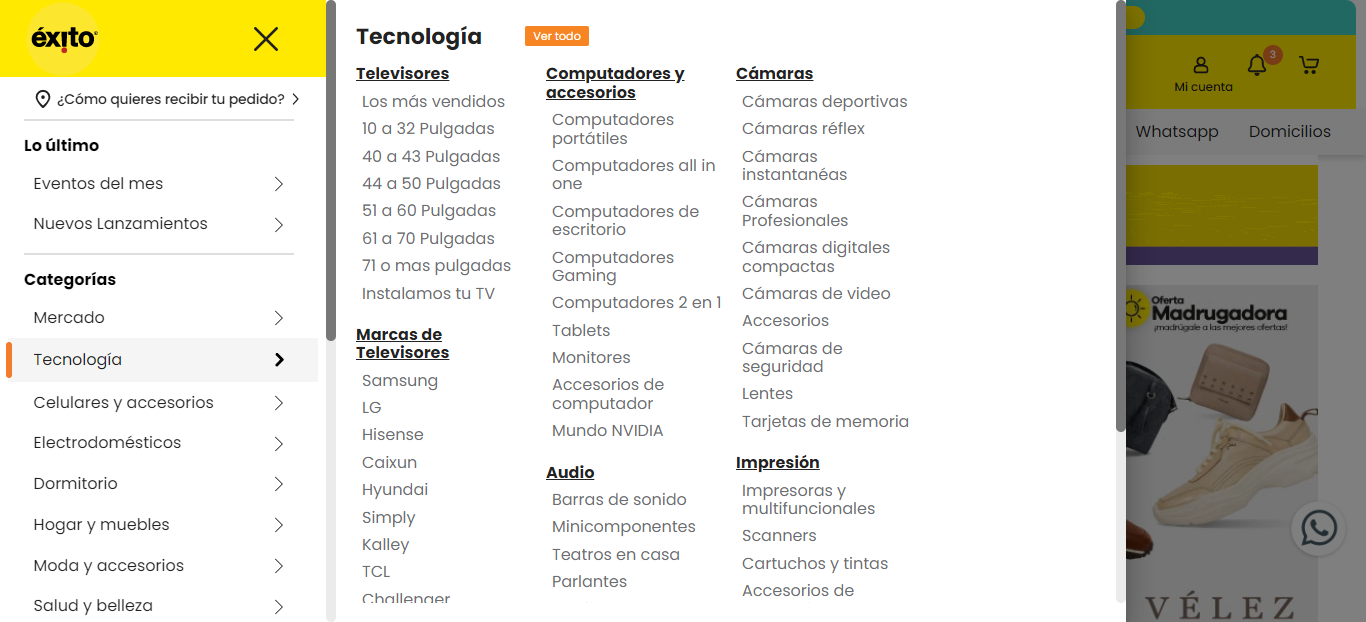 éxito
¿Cómo quieres recibir tu pedido?
Lo último
Eventos del mes
Nuevos Lanzamientos
Categorías
Mercado
Tecnología
Celulares y accesorios
Electrodomésticos
Dormitorio
Hogar y muebles
Moda y accesorios
Salud y belleza
Tecnología
Ver todo
Televisores
Los más vendidos
10 a 32 Pulgadas
40 a 43 Pulgadas
44 a 50 Pulgadas
51 a 60 Pulgadas
61 a 70 Pulgadas
71 o mas pulgadas
Instalamos tu TV
Marcas de
Televisores
Samsung
LG
Hisense
Caixun
Hyundai
Simply
Kalley
TCL
Challenger
Computadores y
accesorios
Computadores
portátiles
Computadores all in
one
Computadores de
escritorio
Computadores
Gaming
Computadores 2 en 1
Tablets
Monitores
Accesorios de
computador
Mundo NVIDIA
Audio
Barras de sonido
Minicomponentes
Teatros en casa
Parlantes
Cámaras
Cámaras deportivas
Cámaras réflex
Cámaras
instantanéas
Cámaras
Profesionales
Cámaras digitales
compactas
Cámaras de video
Accesorios
Cámaras de
seguridad
Lentes
Tarjetas de memoria
Impresión
Impresoras y
multifuncionales
Scanners
Cartuchos y tintas
Accesorios de
3
Mi cuenta
Whatsapp
Domicilios
Oferta
Madrugadora
¡madrúgale a las mejores ofertas!
VÉLEZ